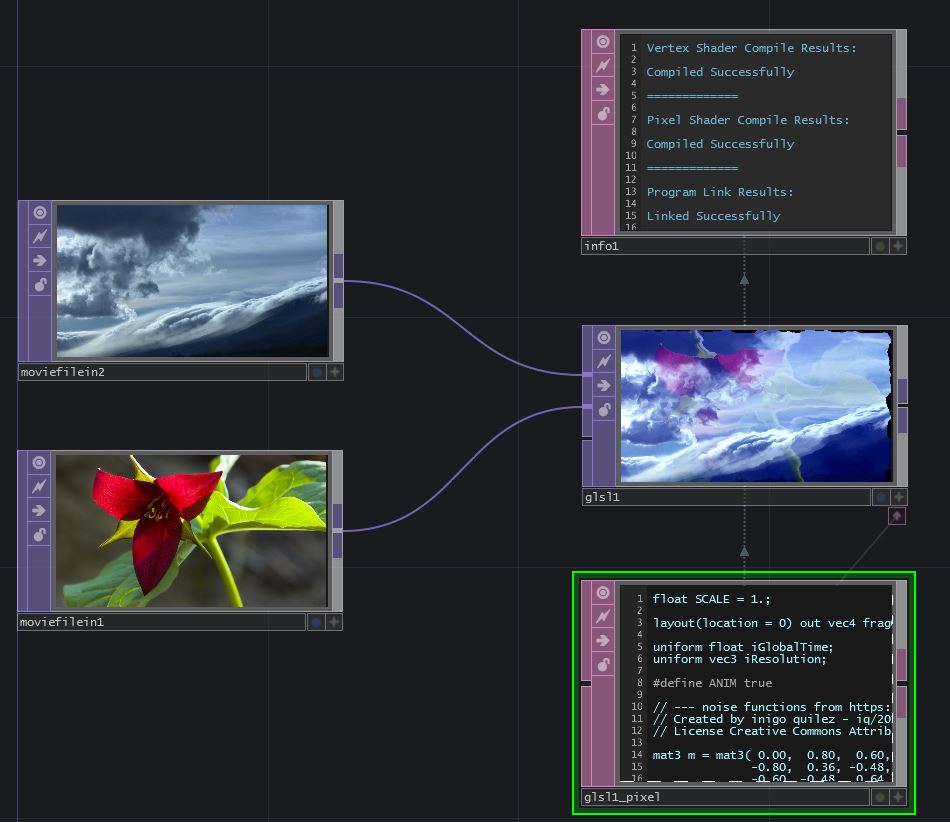 1 Vertex Shader Compile Results:
2
3 Compiled Successfully
4
5 =============
6
7 Pixel Shader Compile Results:
8
9 Compiled Successfully
10
11 =============
12
13 Program Link Results:
14
15 Linked Successfully
16
info1
moviefilein2
glsl1
moviefilein1
1 float SCALE = 1.;
2
3 layout(location = 0) out vec4 frag
4
5 uniform float iGlobalTime;
6 uniform vec3 iResolution;
7
8 #define ANIM true
9
10 // --- noise functions from https:
11 // Created by inigo quilez - iq/20
12 // License Creative Commons Attrib
13
14 mat3 m = mat3( 0.00,  0.80,  0.60,
15 -0.80,  0.36, -0.48,
16 -0.60, -0.48, 0.64
glsl1_pixel